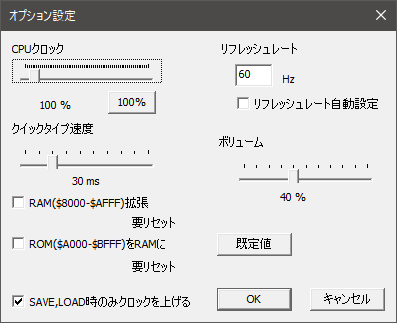 オプション設定
CPUクロック
100 %
100%
クイックタイプ速度
30 ms
RAM($8000-$AFFF)拡張
要リセット
ROM($A000-$BFFF)をRAMに
要リセット
SAVE,LOAD時のみクロックを上げる
リフレッシュレート
60 Hz
リフレッシュレート自動設定
ボリューム
40 %
既定値
OK
キャンセル